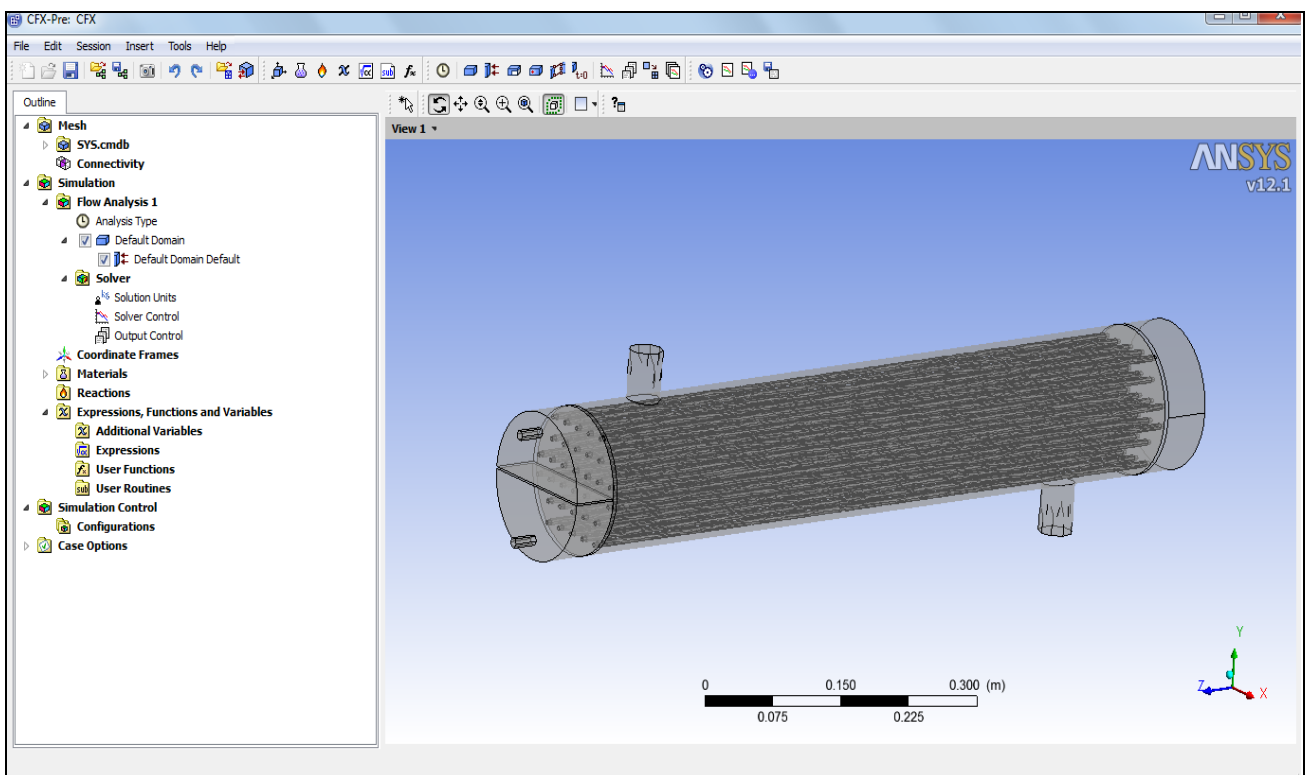 CFX-Pre: CFX
File Edit Session Insert Tools Help
Outline
Mesh
SYS.cmdb
Connectivity
Simulation
Flow Analysis 1
Analysis Type
Default Domain
Default Domain Default
Solver
Solution Units
Solver Control
Output Control
Coordinate Frames
Materials
Reactions
Expressions, Functions and Variables
Additional Variables
Expressions
User Functions
User Routines
Simulation Control
Configurations
Case Options
View 1
ANSYS
v12.1
0 0.150 0.300 (m)
0.075 0.225
Y
Z
X